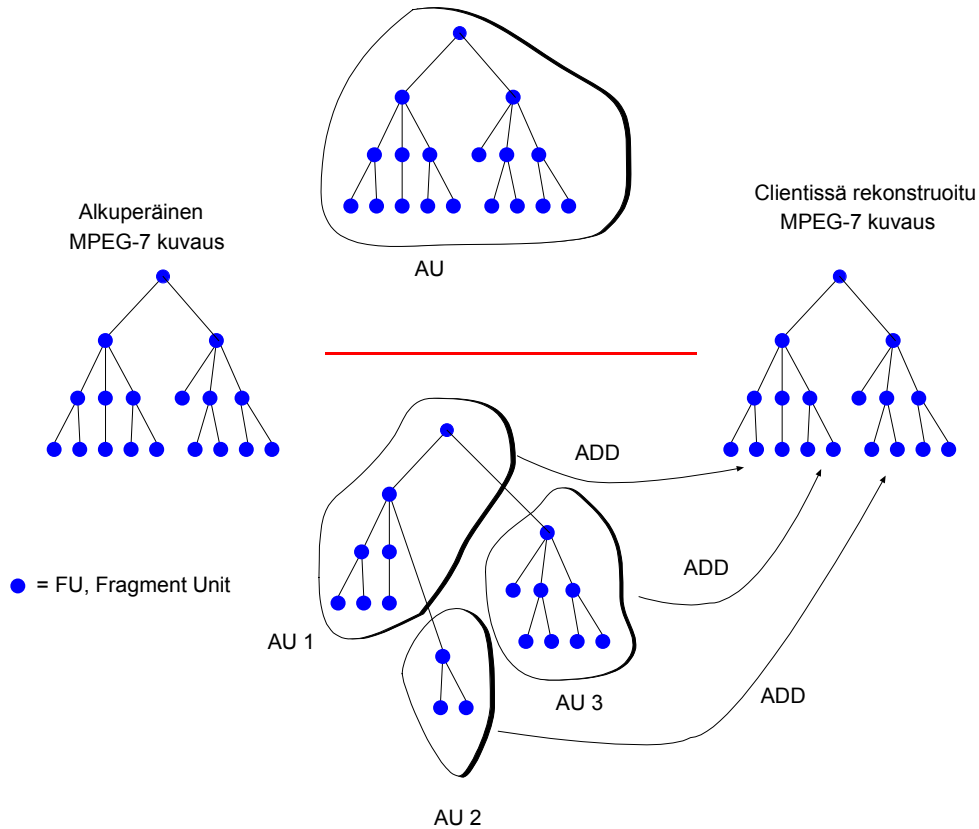 Alkuperäinen
MPEG-7 kuvaus
AU
Clientissä rekonstruoitu
MPEG-7 kuvaus
ADD
ADD
ADD
= FU, Fragment Unit
AU 1
AU 3
AU 2